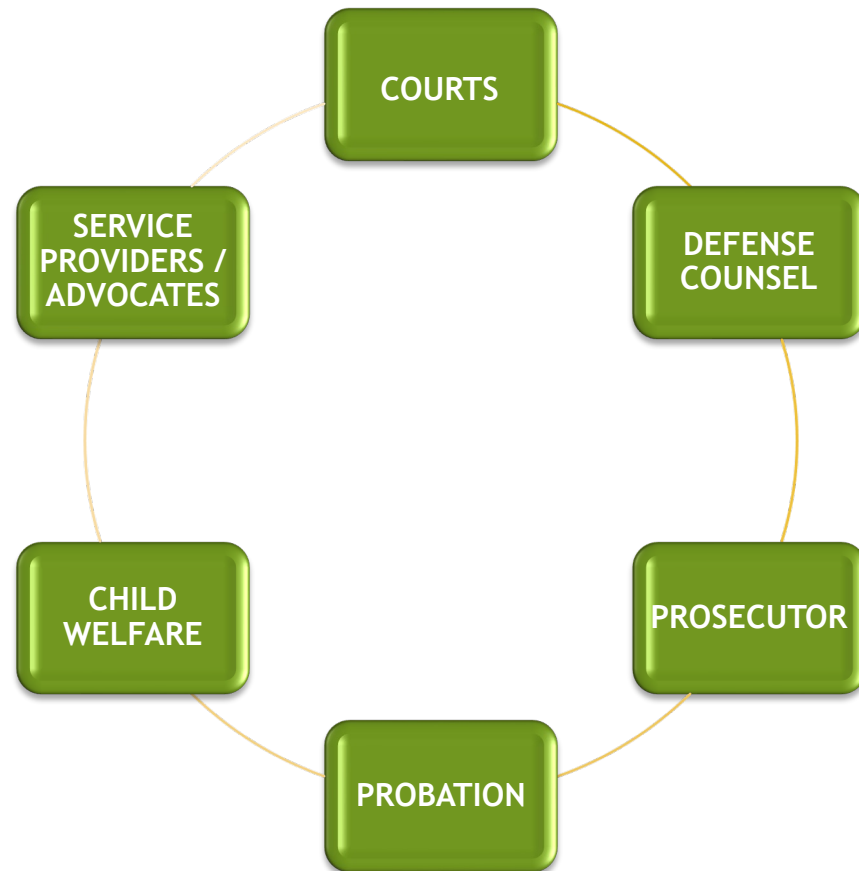 COURTS
DEFENSE
COUNSEL
PROSECUTOR
PROBATION
CHILD
WELFARE
SERVICE
PROVIDERS /
ADVOCATES